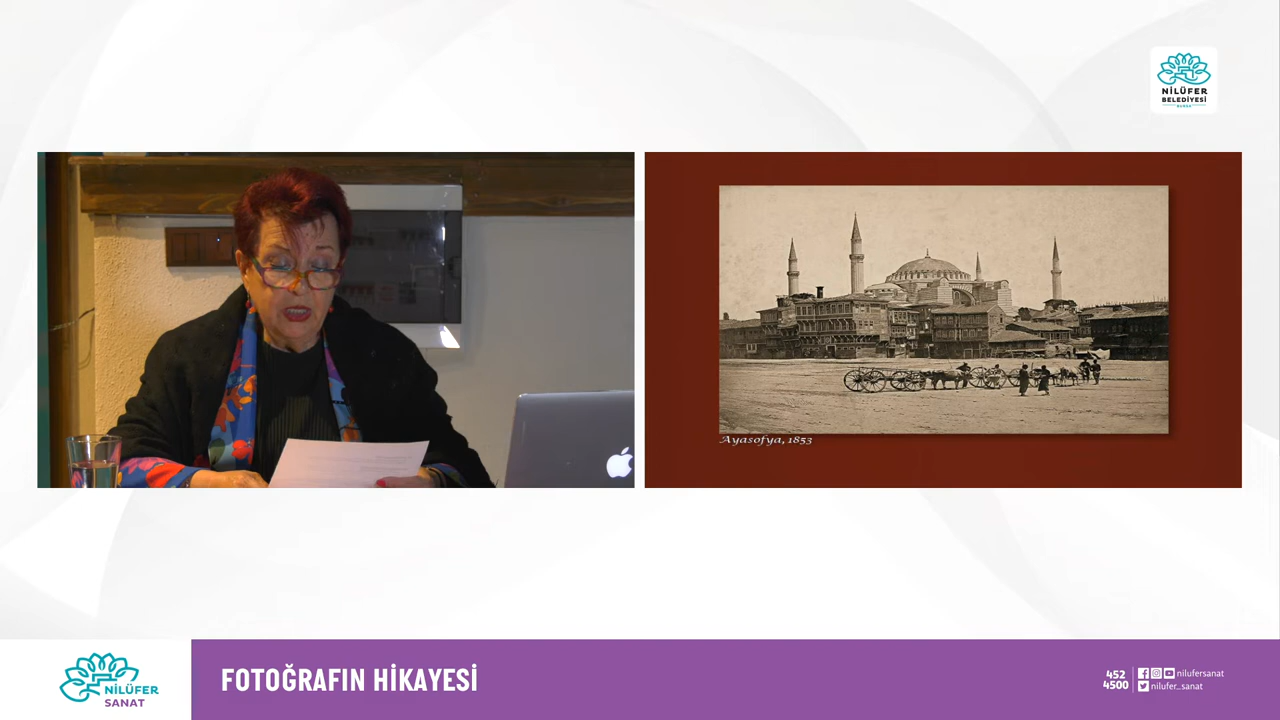 NİLÜFER
BELEDİYESİ
BURSA
Ayasofya, 1853
NİLÜFER
SANAT
FOTOĞRAFIN HİKAYESİ
452
4500
nilufersanat
nilufer_sanat